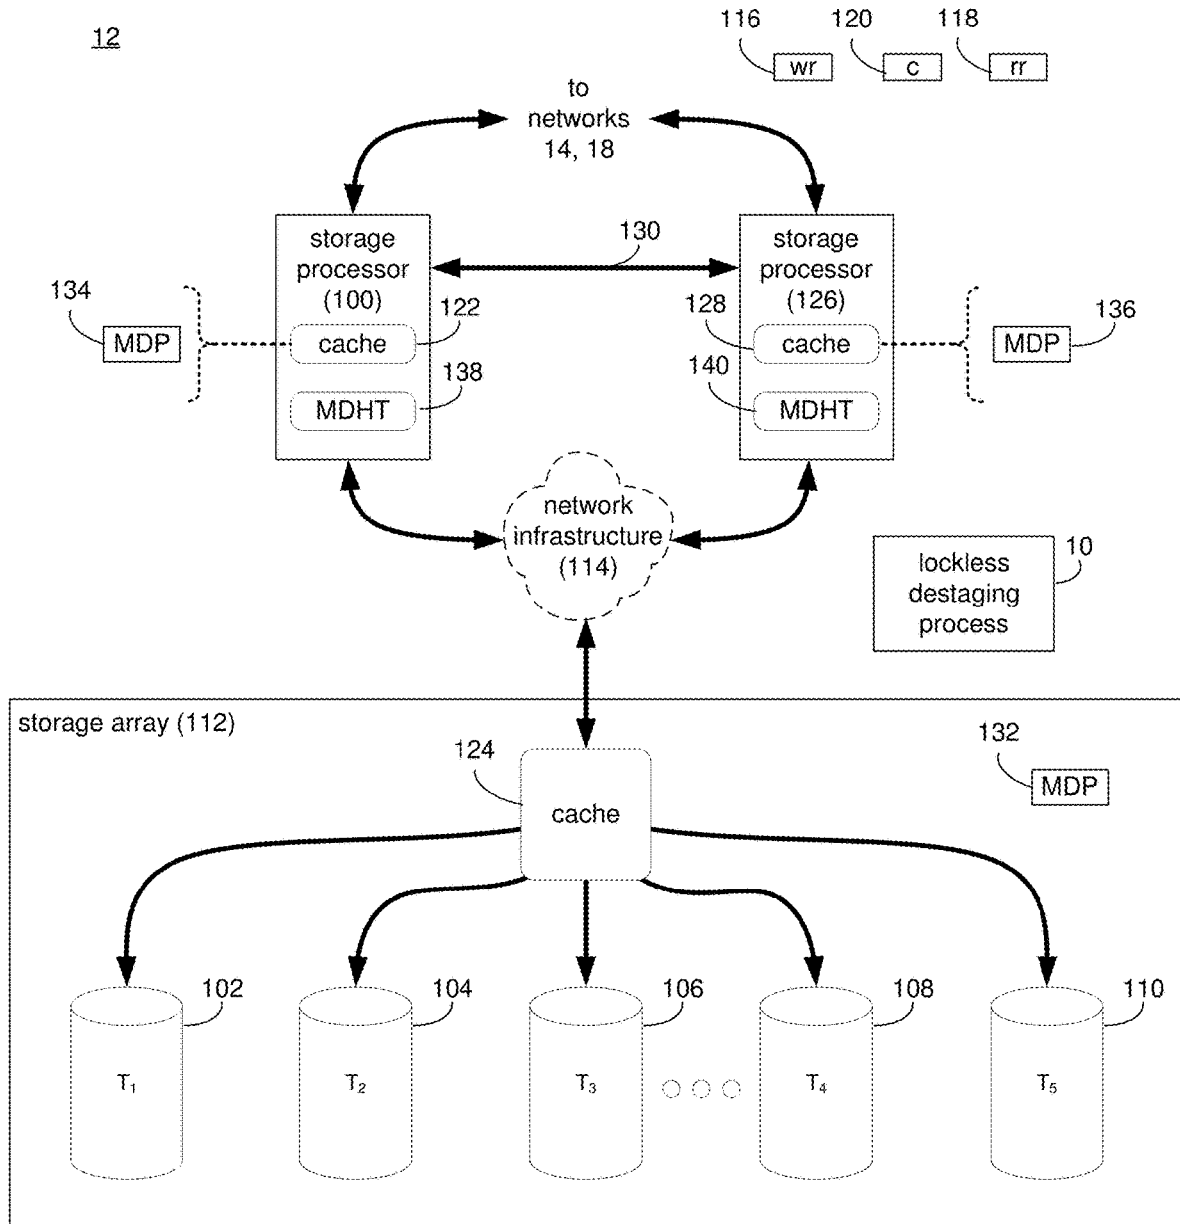 12
116
120
118
wr
c
rr
to
networks
14, 18
130
storage
processor
(100)
storage
processor
(126)
134
122
128
136
MDP
cache
cache
MDP
138
140
MDHT
MDHT
network
infrastructure
(114)
10
lockless
destaging
process
storage array (112)
124
132
cache
MDP
102
104
106
108
110
T₁
T₂
T₃
T₄
T₅